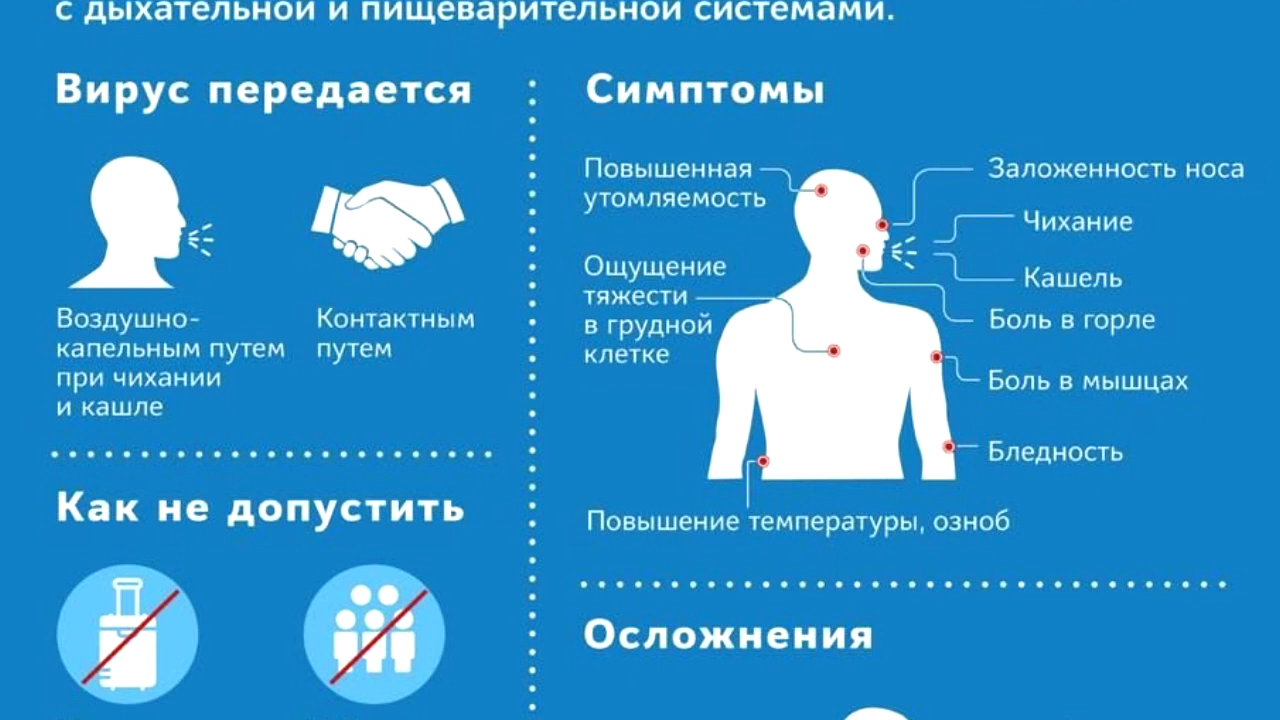 с дыхательной и пищеварительной системами.
Вирус передается
Воздушно-
капельным путем
при чихании
и кашле
Контактным
путем
Как не допустить
Симптомы
Повышенная
утомляемость
Ощущение
тяжести
в грудной
клетке
Заложенность носа
Чихание
Кашель
Боль в горле
Боль в мышцах
Бледность
Повышение температуры, озноб
Осложнения